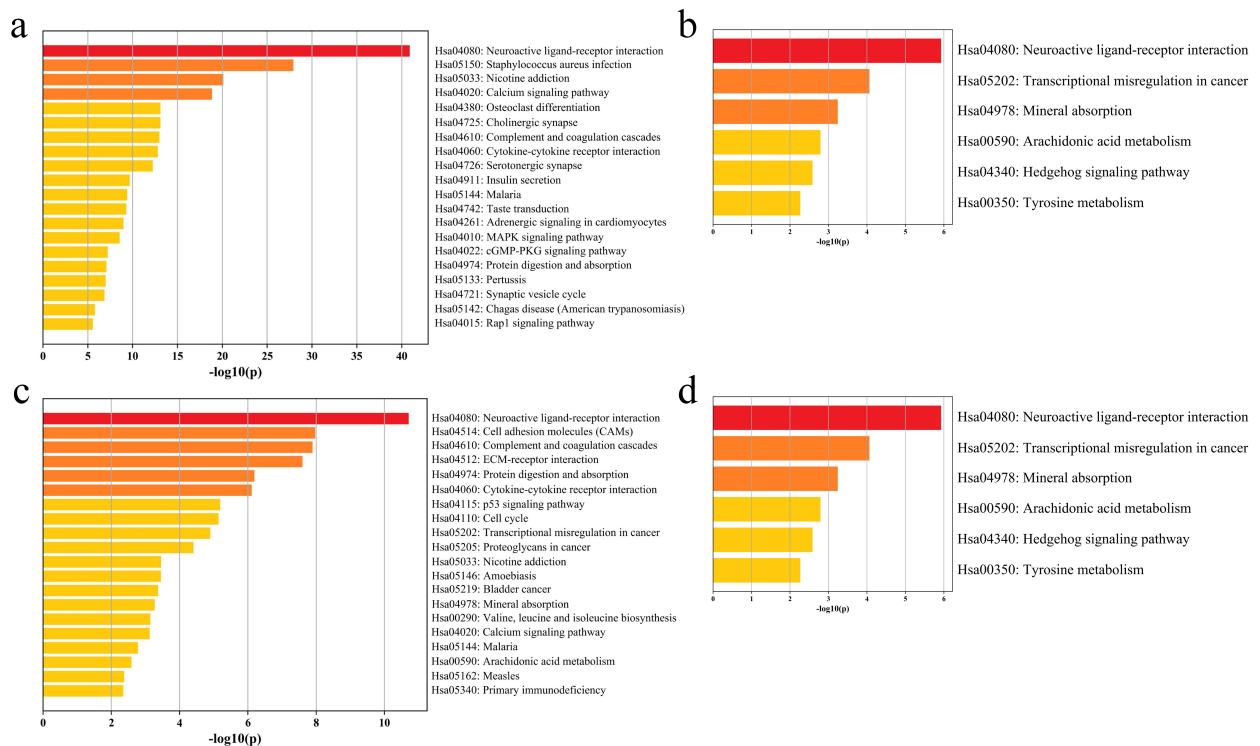 a
Hsa04080: Neuroactive ligand-receptor interaction
Hsa05150: Staphylococcus aureus infection
Hsa05033: Nicotine addiction
Hsa04020: Calcium signaling pathway
Hsa04380: Osteoclast differentiation
Hsa04725: Cholinergic synapse
Hsa04610: Complement and coagulation cascades
Hsa04060: Cytokine-cytokine receptor interaction
Hsa04726: Serotonergic synapse
Hsa04911: Insulin secretion
Hsa05144: Malaria
Hsa04742: Taste transduction
Hsa04261: Adrenergic signaling in cardiomyocytes
Hsa04010: MAPK signaling pathway
Hsa04022: cGMP-PKG signaling pathway
Hsa04974: Protein digestion and absorption
Hsa05133: Pertussis
Hsa04721: Synaptic vesicle cycle
Hsa05142: Chagas disease (American trypanosomiasis)
Hsa04015: Rap1 signaling pathway
0 5 10 15 20 25 30 35 40
-log10(p)
b
Hsa04080: Neuroactive ligand-receptor interaction
Hsa05202: Transcriptional misregulation in cancer
Hsa04978: Mineral absorption
Hsa00590: Arachidonic acid metabolism
Hsa04340: Hedgehog signaling pathway
Hsa00350: Tyrosine metabolism
0 1 2 3 4 5 6
-log10(p)
c
Hsa04080: Neuroactive ligand-receptor interaction
Hsa04514: Cell adhesion molecules (CAMs)
Hsa04610: Complement and coagulation cascades
Hsa04512: ECM-receptor interaction
Hsa04974: Protein digestion and absorption
Hsa04060: Cytokine-cytokine receptor interaction
Hsa04115: p53 signaling pathway
Hsa04110: Cell cycle
Hsa05202: Transcriptional misregulation in cancer
Hsa05205: Proteoglycans in cancer
Hsa05033: Nicotine addiction
Hsa05146: Amoebiasis
Hsa05219: Bladder cancer
Hsa04978: Mineral absorption
Hsa00290: Valine, leucine and isoleucine biosynthesis
Hsa04020: Calcium signaling pathway
Hsa05144: Malaria
Hsa00590: Arachidonic acid metabolism
Hsa05162: Measles
Hsa05340: Primary immunodeficiency
0 2 4 6 8 10
-log10(p)
d
Hsa04080: Neuroactive ligand-receptor interaction
Hsa05202: Transcriptional misregulation in cancer
Hsa04978: Mineral absorption
Hsa00590: Arachidonic acid metabolism
Hsa04340: Hedgehog signaling pathway
Hsa00350: Tyrosine metabolism
0 1 2 3 4 5 6
-log10(p)